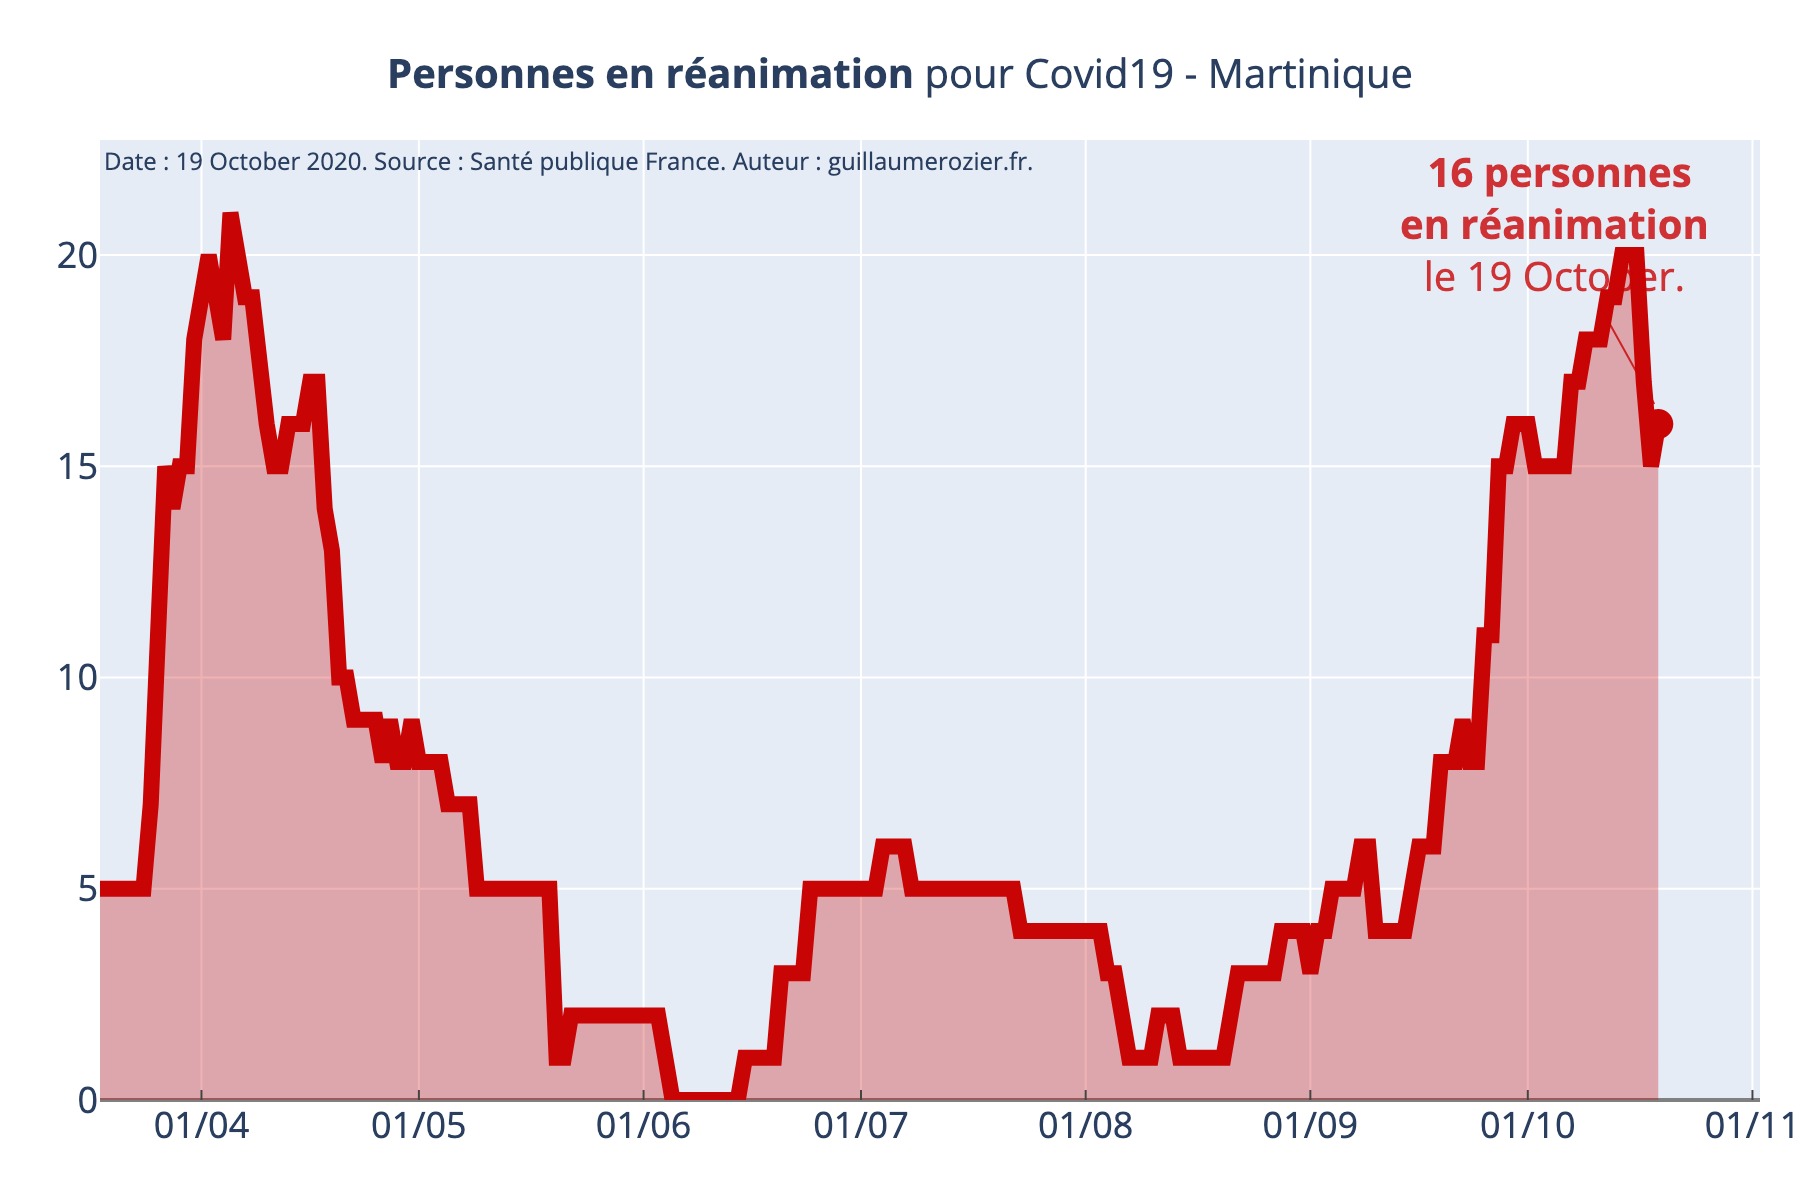 Personnes en réanimation pour Covid19 - Martinique
Date : 19 October 2020. Source : Santé publique France. Auteur : guillaumerozier.fr.
16 personnes
en réanimation
le 19 October.
20
15
10
5
0
01/04 01/05 01/06 01/07 01/08 01/09 01/10 01/11